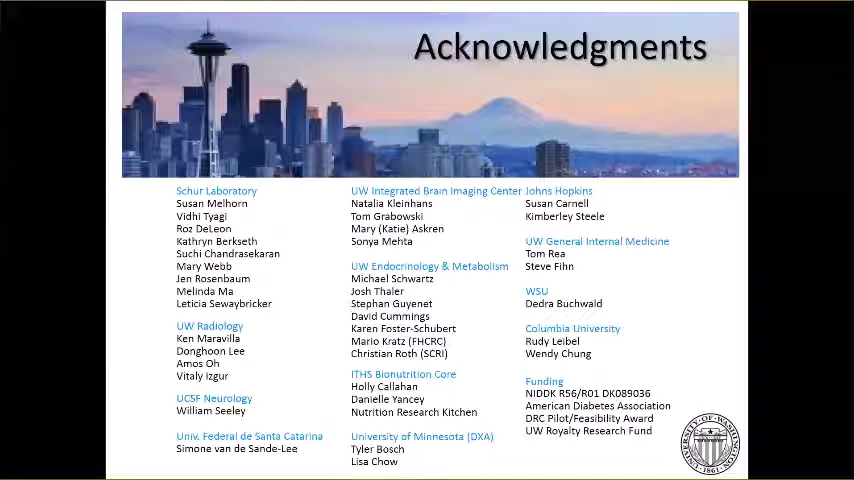 Acknowledgments
Schur Laboratory
Susan Melhorn
Vidhi Tyagi
Roz DeLeon
Kathryn Berkseth
Suchi Chandrasekaran
Mary Webb
Jen Rosenbaum
Melinda Ma
Leticia Sewaybricker
UW Radiology
Ken Maravilla
Donghoon Lee
Amos Oh
Vitaly Izgur
UCSF Neurology
William Seeley
Univ. Federal de Santa Catarina
Simone van de Sande-Lee
UW Integrated Brain Imaging Center
Natalia Kleinhans
Tom Grabowski
Mary (Katie) Askren
Sonya Mehta
UW Endocrinology & Metabolism
Michael Schwartz
Josh Thaler
Stephan Guyenet
David Cummings
Karen Foster-Schubert
Mario Kratz (FHCRC)
Christian Roth (SCRI)
ITHS Bionutrition Core
Holly Callahan
Danielle Yancey
Nutrition Research Kitchen
University of Minnesota (DXA)
Tyler Bosch
Lisa Chow
Johns Hopkins
Susan Carnell
Kimberley Steele
UW General Internal Medicine
Tom Rea
Steve Fihn
WSU
Dedra Buchwald
Columbia University
Rudy Leibel
Wendy Chung
Funding
NIDDK R56/R01 DK089036
American Diabetes Association
DRC Pilot/Feasibility Award
UW Royalty Research Fund
UNIVERSITY OF WASHINGTON
1861